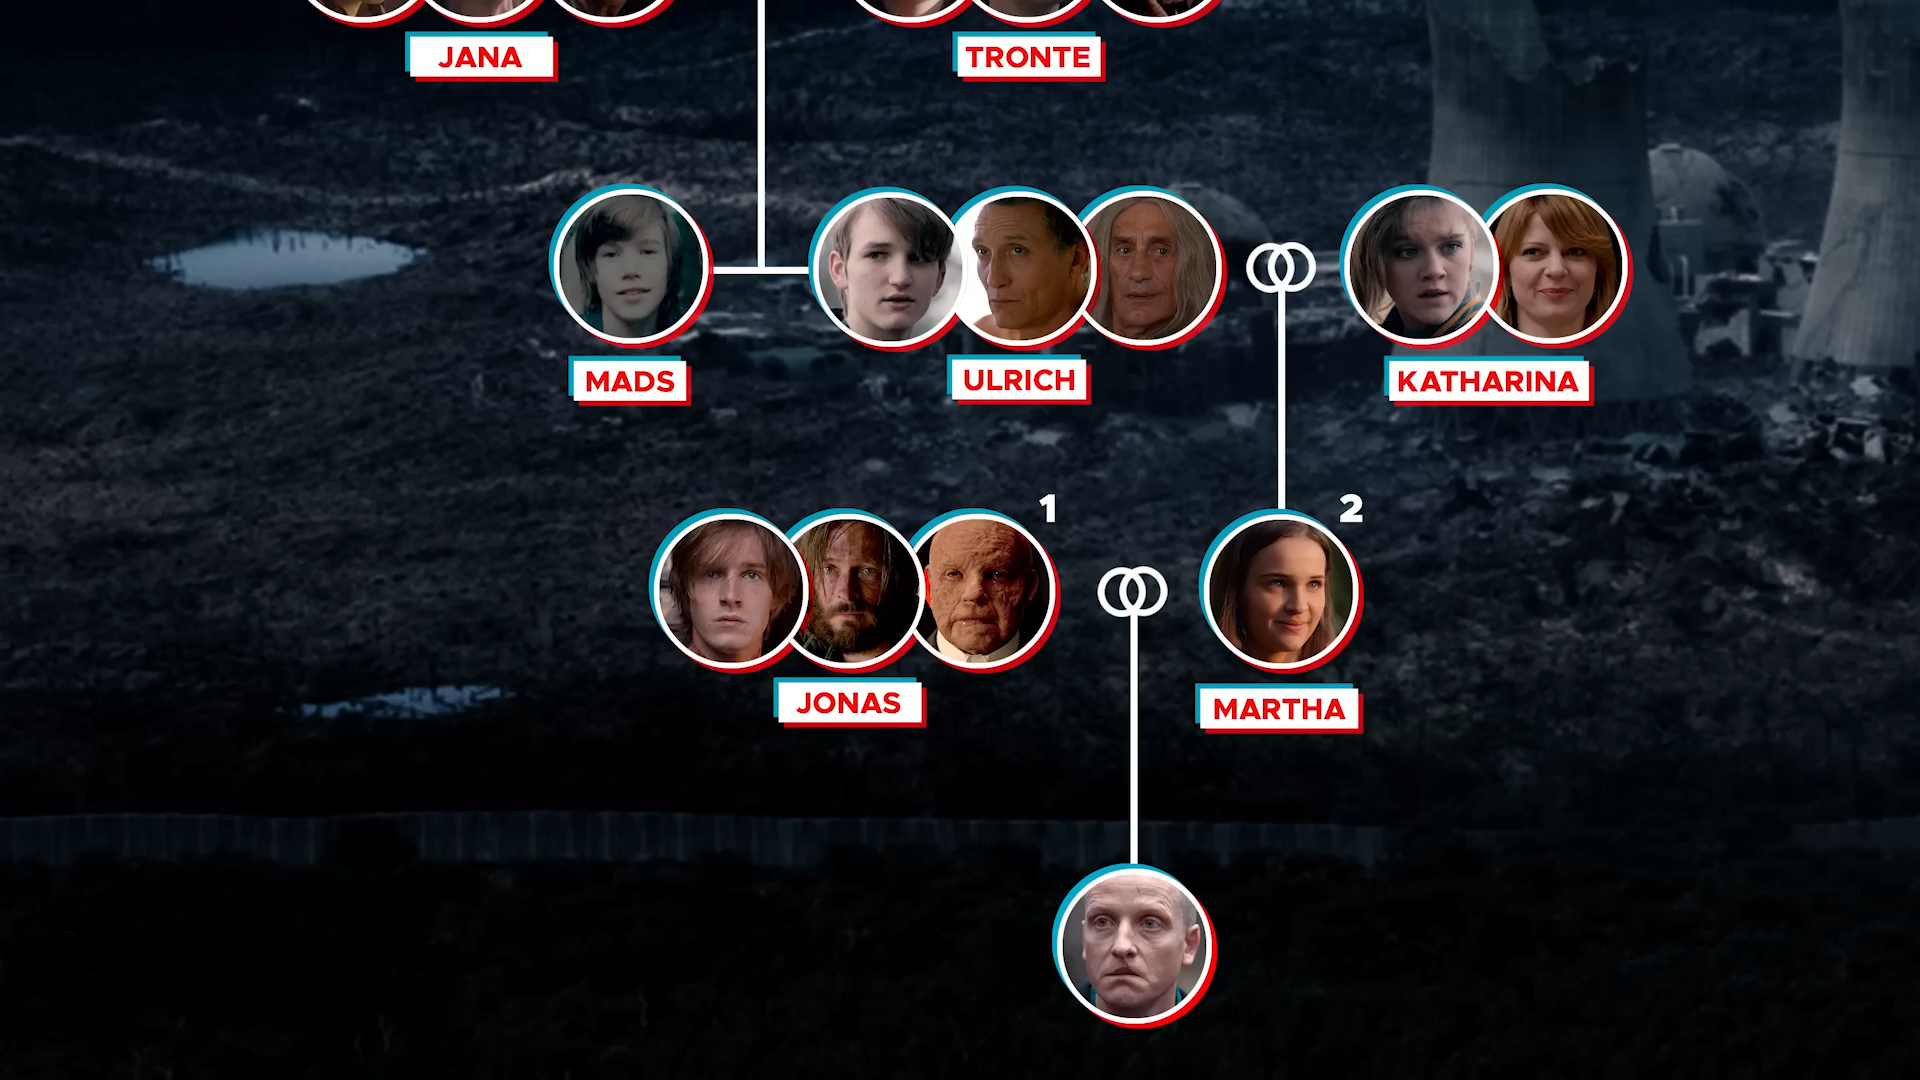 JANA
TRONTE
MADS
ULRICH
KATHARINA
1
2
JONAS
MARTHA